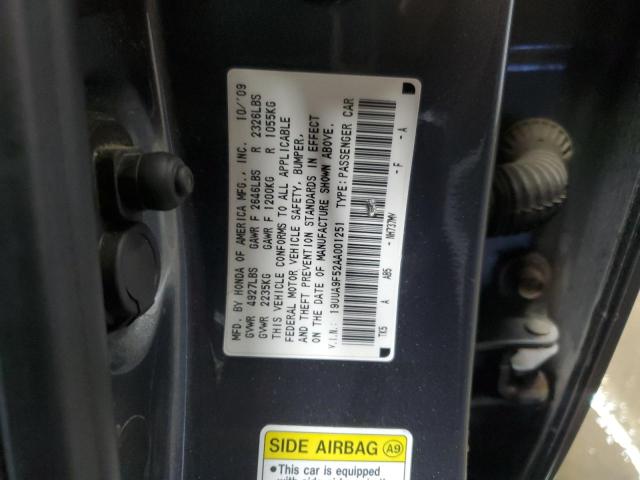 MFD. BY HONDA OF AMERICA MFG., INC. 10/'09
GVWR 4927LBS GAWR F 2646LBS R 2326LBS
GVWR 2235KG GAWR F 1200KG R 1055KG
THIS VEHICLE CONFORMS TO ALL APPLICABLE
FEDERAL MOTOR VEHICLE SAFETY, BUMPER,
AND THEFT PREVENTION STANDARDS IN EFFECT
ON THE DATE OF MANUFACTURE SHOWN ABOVE.
V.I.N.: 19UUA9F52AA001251 TYPE:PASSENGER CAR
TK5 A AB5 NH737MX F A
SIDE AIRBAG A9
• This car is equipped